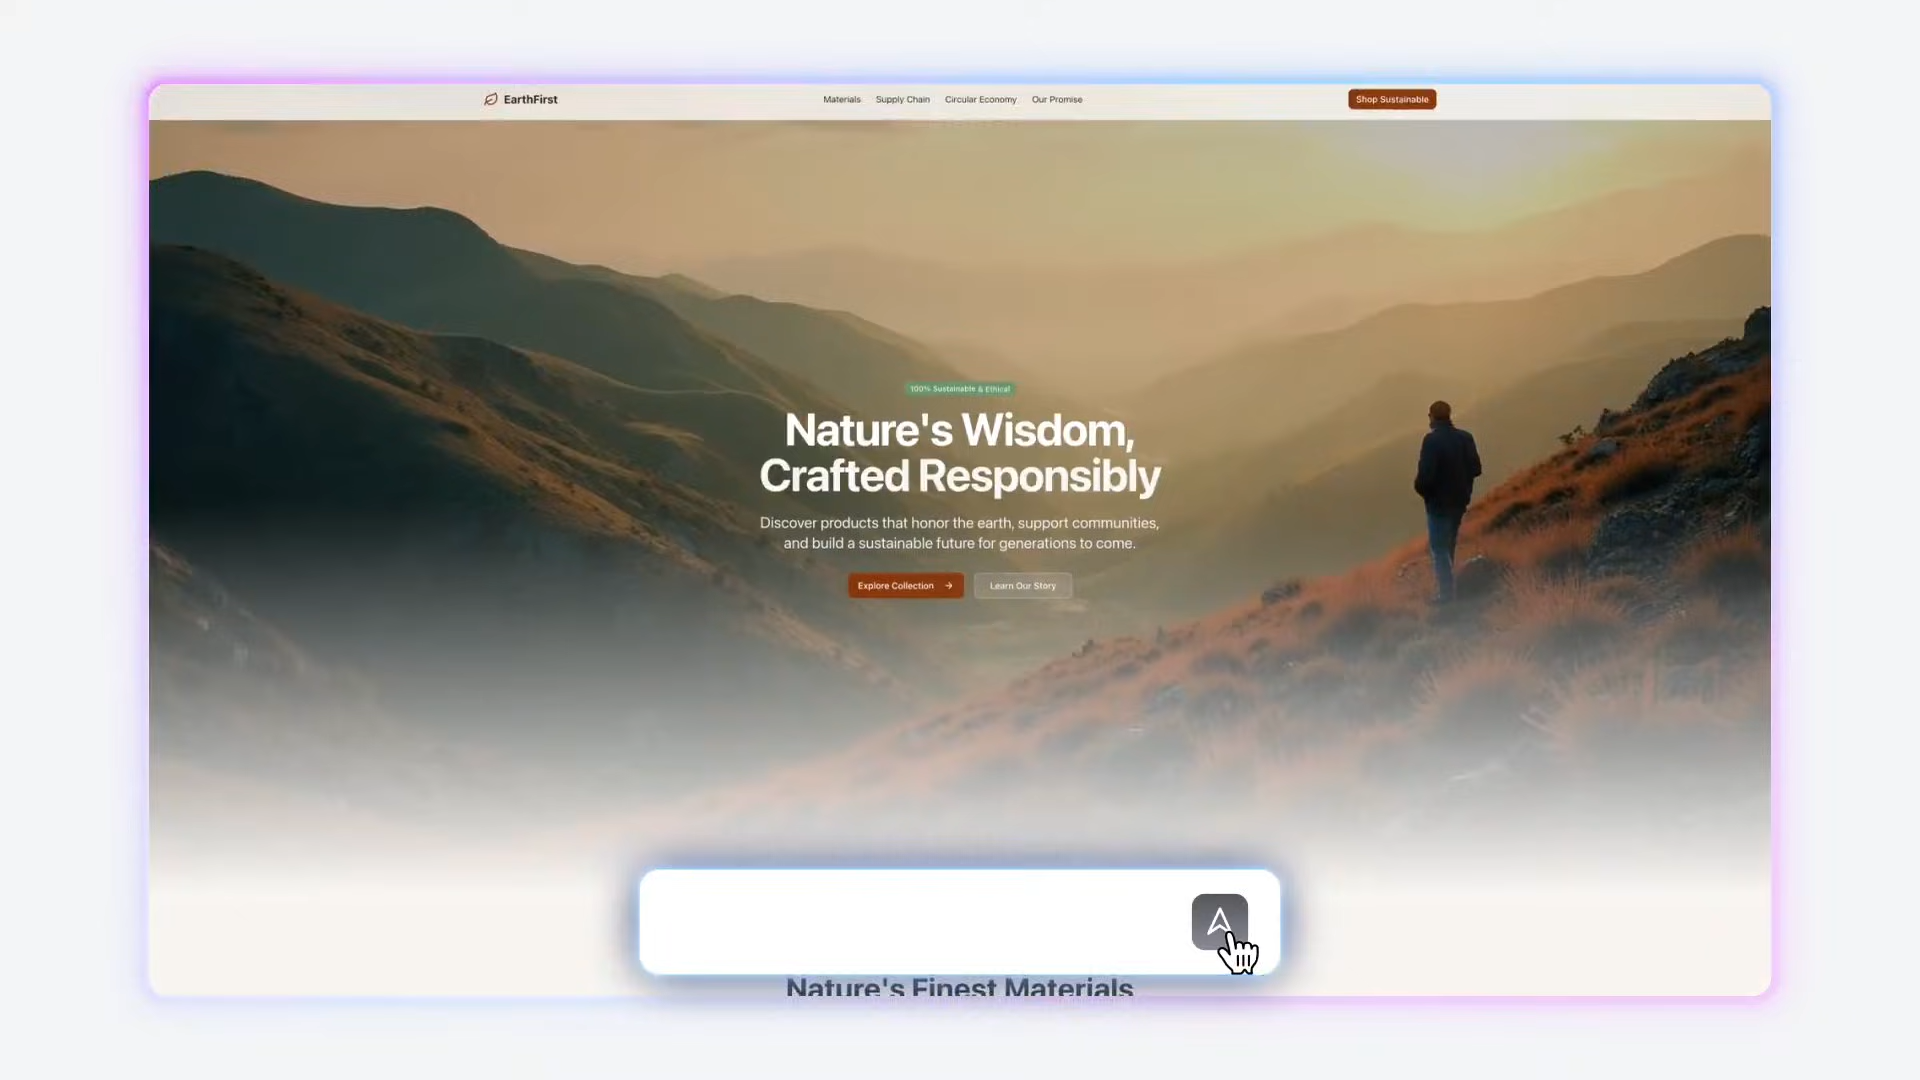 EarthFirst
Materials
Supply Chain
Circular Economy
Our Promise
Shop Sustainable
100% Sustainable & Ethical
Nature's Wisdom,
Crafted Responsibly
Discover products that honor the earth, support communities,
and build a sustainable future for generations to come.
Explore Collection →
Learn Our Story
Nature's Finest Materials